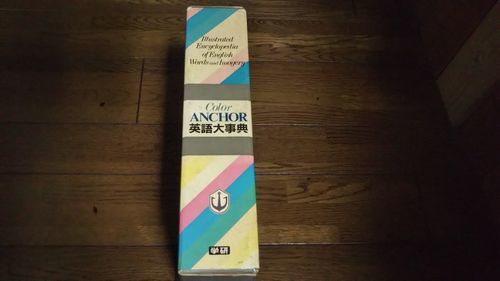 Illustrated
Encyclopedia
of English
Words and Imagery
Color
ANCHOR
英語大事典
学研